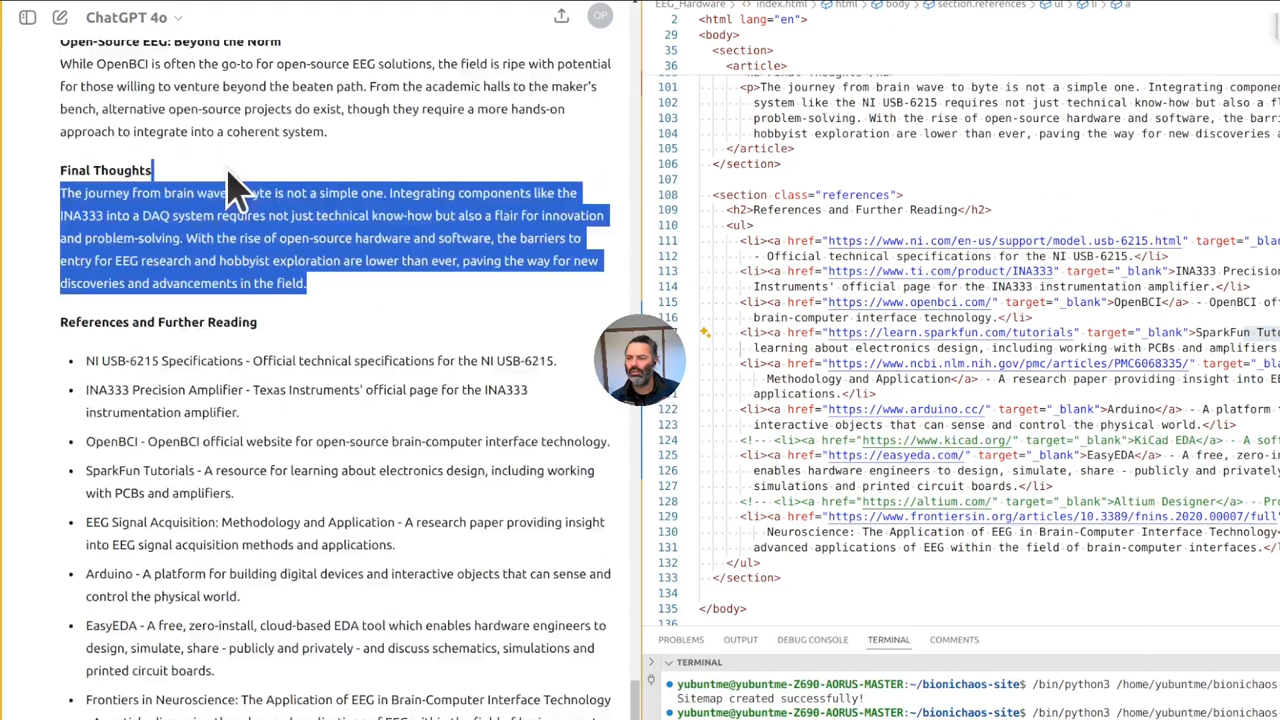 ChatGPT 4o
OP
Open-Source EEG: Beyond the Norm
While OpenBCI is often the go-to for open-source EEG solutions, the field is ripe with potential
for those willing to venture beyond the beaten path. From the academic halls to the maker's
bench, alternative open-source projects do exist, though they require a more hands-on
approach to integrate into a coherent system.
Final Thoughts
The journey from brain wave byte is not a simple one. Integrating components like the
INA333 into a DAQ system requires not just technical know-how but also a flair for innovation
and problem-solving. With the rise of open-source hardware and software, the barriers to
entry for EEG research and hobbyist exploration are lower than ever, paving the way for new
discoveries and advancements in the field.
References and Further Reading
• NI USB-6215 Specifications - Official technical specifications for the NI USB-6215.
• INA333 Precision Amplifier - Texas Instruments' official page for the INA333
instrumentation amplifier.
• OpenBCI - OpenBCI official website for open-source brain-computer interface technology.
• SparkFun Tutorials - A resource for learning about electronics design, including working
with PCBs and amplifiers.
• EEG Signal Acquisition: Methodology and Application - A research paper providing insight
into EEG signal acquisition methods and applications.
• Arduino - A platform for building digital devices and interactive objects that can sense and
control the physical world.
• EasyEDA - A free, zero-install, cloud-based EDA tool which enables hardware engineers to
design, simulate, share - publicly and privately - and discuss schematics, simulations and
printed circuit boards.
• Frontiers in Neuroscience: The Application of EEG in Brain-Computer Interface Technology
EEG_Hardware > index.html > html > body > section.references > ul > li > a
2 <html lang="en">
29 <body>
35 <section>
36 <article>
101 <p>The journey from brain wave to byte is not a simple one. Integrating
102 system like the NI USB-6215 requires not just technical know-how but also a
103 problem-solving. With the rise of open-source hardware and software, the
104 hobbyist exploration are lower than ever, paving the way for new discoveries
105 </article>
106 </section>
107
108 <section class="references">
109 <h2>References and Further Reading</h2>
110 <ul>
111 <li><a href="https://www.ni.com/en-us/support/model.usb-6215.html" target="
112 - Official technical specifications for the NI USB-6215.</li>
113 <li><a href="https://www.ti.com/product/INA333" target="_blank">INA333
114 Instruments' official page for the INA333 instrumentation amplifier.</li>
115 <li><a href="https://www.openbci.com/" target="_blank">OpenBCI</a> - OpenBCI
116 brain-computer interface technology.</li>
<li><a href="https://learn.sparkfun.com/tutorials" target="_blank">SparkFun
learning about electronics design, including working with PCBs and amplifiers
<li><a href="https://www.ncbi.nlm.nih.gov/pmc/articles/PMC6068335/" target="_blank">
Methodology and Application</a> - A research paper providing insight into
applications.</li>
122 <li><a href="https://www.arduino.cc/" target="_blank">Arduino</a> - A platform
123 interactive objects that can sense and control the physical world.</li>
124 <!-- <li><a href="https://www.kicad.org/" target="_blank">KiCad EDA</a> - A
125 <li><a href="https://easyeda.com/" target="_blank">EasyEDA</a> - A free,
126 enables hardware engineers to design, simulate, share - publicly and
127 simulations and printed circuit boards.</li>
128 <!-- <li><a href="https://altium.com/" target="_blank">Altium Designer</a> -
129 <li><a href="https://www.frontiersin.org/articles/10.3389/fnins.2020.00007/full"
130 Neuroscience: The Application of EEG in Brain-Computer Interface Technology
131 advanced applications of EEG within the field of brain-computer interfaces.</li>
132 </ul>
133 </section>
134
135 </body>
136
PROBLEMS OUTPUT DEBUG CONSOLE TERMINAL COMMENTS
TERMINAL
yubuntme@yubuntme-Z690-AORUS-MASTER:~/bionichaos-site$ /bin/python3
Sitemap created successfully!
yubuntme@yubuntme-Z690-AORUS-MASTER:~/bionichaos-site$ /bin/python3